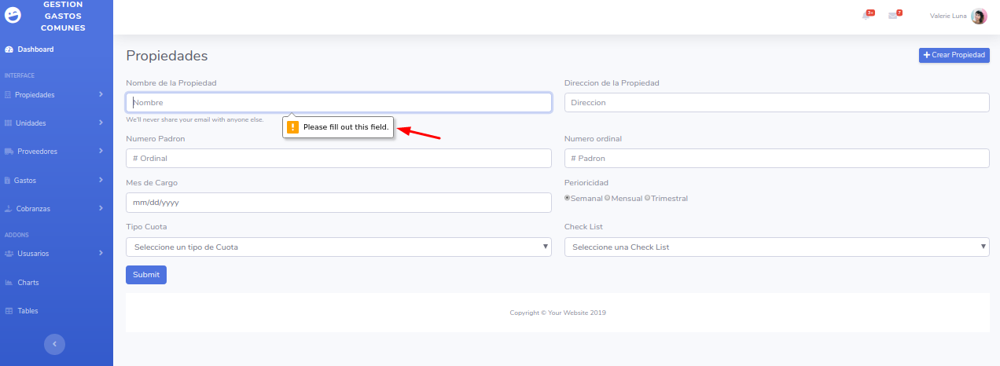 GESTION
GASTOS
COMUNES
3+
7
Valerie Luna
Dashboard
INTERFACE
Propiedades
Unidades
Proveedores
Gastos
Cobranzas
ADDONS
Ususarios
Charts
Tables
Propiedades
Crear Propiedad
Nombre de la Propiedad
Direccion de la Propiedad
Nombre
Direccion
We'll never share your email with anyone else.
Please fill out this field.
Numero Padron
Numero ordinal
# Ordinal
# Padron
Mes de Cargo
Perioricidad
mm/dd/yyyy
Semanal Mensual Trimestral
Tipo Cuota
Check List
Seleccione un tipo de Cuota
Seleccione una Check List
Submit
Copyright © Your Website 2019